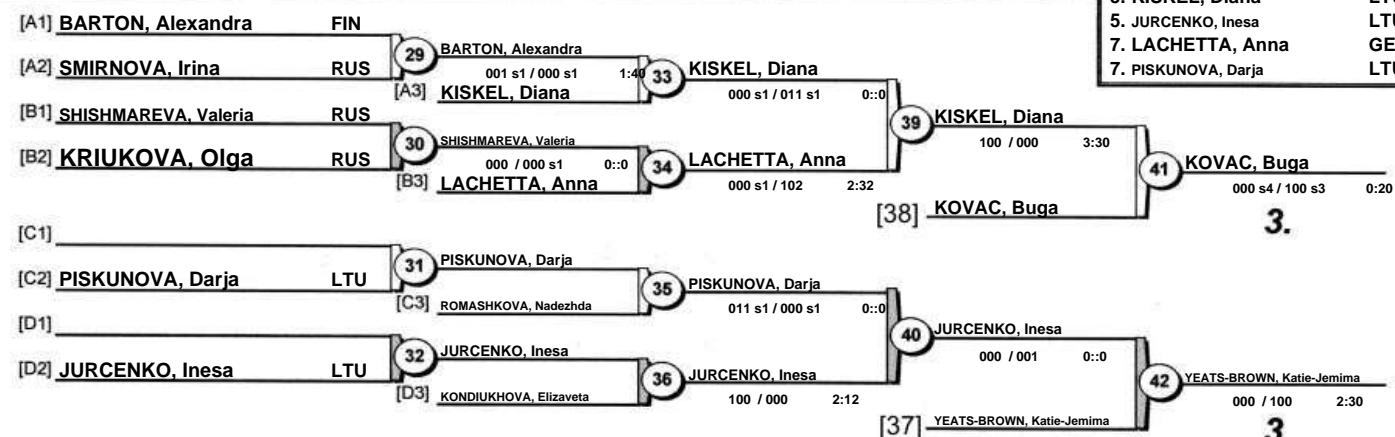 5. JURCENKO, Inesa LTU
7. LACHETTA, Anna GE
7. PISKUNOVA, Darja LTU
[A1] BARTON, Alexandra FIN
29 BARTON, Alexandra
[A2] SMIRNOVA, Irina RUS
001 s1 / 000 s1 1:40
33 KISKEL, Diana
[A3] KISKEL, Diana
000 s1 / 011 s1 0::0
[B1] SHISHMAREVA, Valeria RUS
39 KISKEL, Diana
30 SHISHMAREVA, Valeria
100 / 000 3:30
[B2] KRIUKOVA, Olga RUS
000 / 000 s1 0::0
34 LACHETTA, Anna
41 KOVAC, Buga
[B3] LACHETTA, Anna
000 s1 / 102 2:32
000 s4 / 100 s3 0:20
[38] KOVAC, Buga
3.
[C1]
31 PISKUNOVA, Darja
[C2] PISKUNOVA, Darja LTU
35 PISKUNOVA, Darja
[C3] ROMASHKOVA, Nadezhda
011 s1 / 000 s1 0::0
[D1]
40 JURCENKO, Inesa
32 JURCENKO, Inesa
000 / 001 0::0
[D2] JURCENKO, Inesa LTU
36 JURCENKO, Inesa
42 YEATS-BROWN, Katie-Jemima
[D3] KONDIUKHOVA, Elizaveta
100 / 000 2:12
000 / 100 2:30
[37] YEATS-BROWN, Katie-Jemima
3